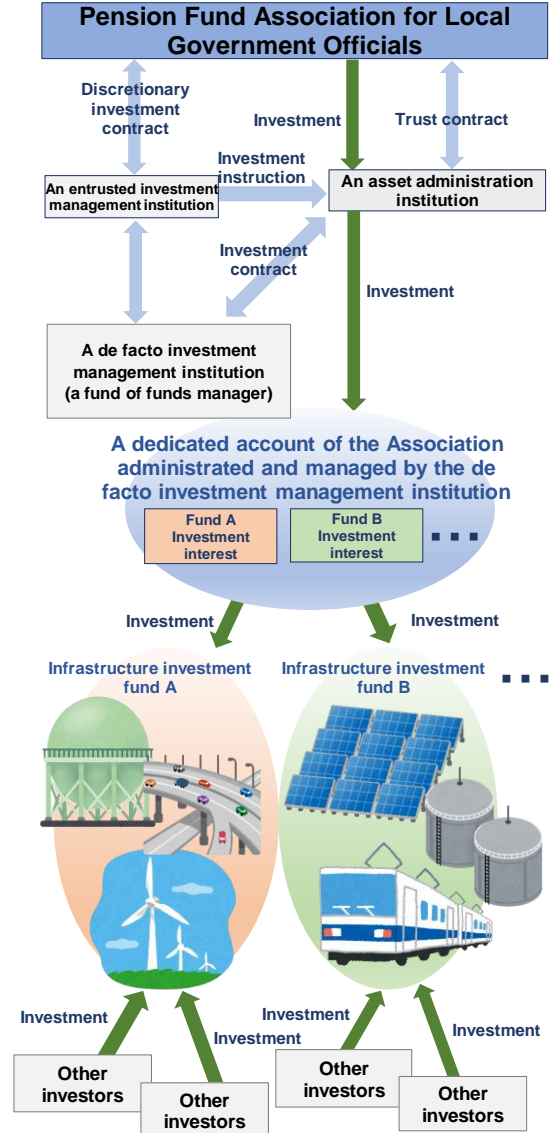 Pension Fund Association for Local
Government Officials
Discretionary
investment
contract
Investment
Trust contract
Investment
instruction
An entrusted investment
management institution
An asset administration
institution
Investment
contract
Investment
A de facto investment
management institution
(a fund of funds manager)
A dedicated account of the Association
administrated and managed by the de
facto investment management institution
Fund A
Investment
interest
Fund B
Investment
interest
Investment
Investment
Infrastructure investment
fund A
Infrastructure investment
fund B
Investment
Investment
Investment
Investment
Other
investors
Other
investors
Other
investors
Other
investors